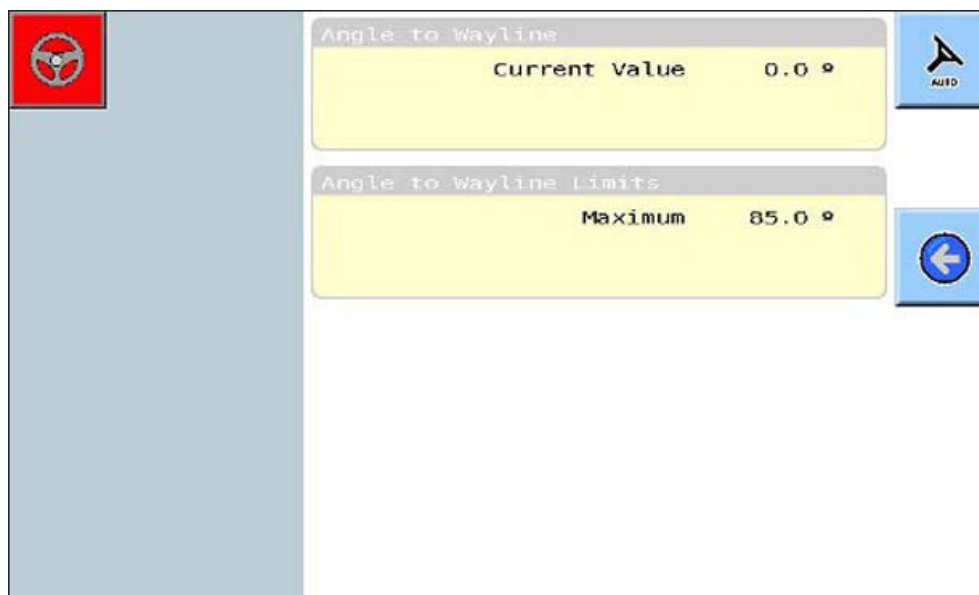 Angle to Wayline
Current Value 0.0 º
AUTO
Angle to Wayline Limits
Maximum 85.0 º